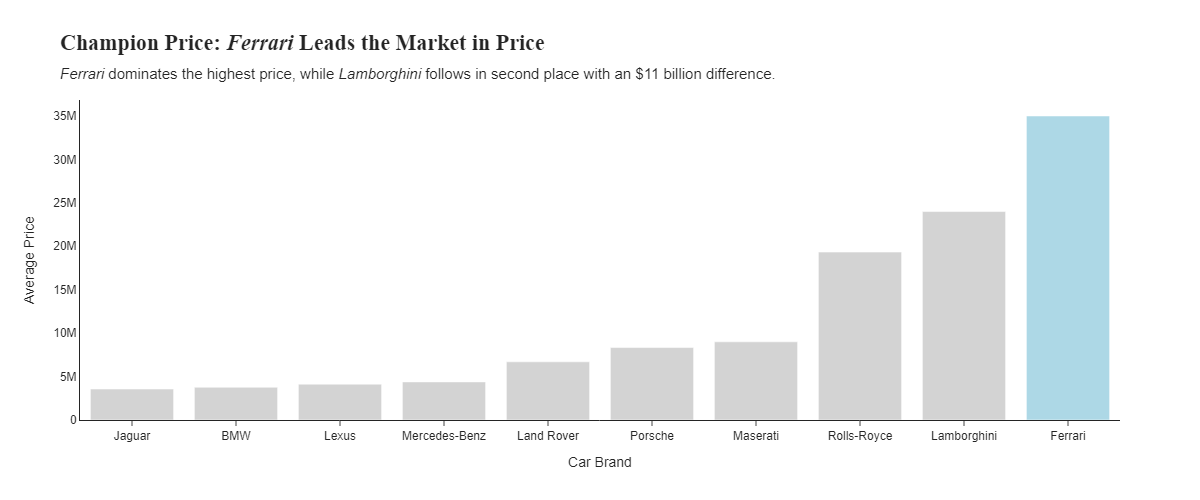 Champion Price: Ferrari Leads the Market in Price
Ferrari dominates the highest price, while Lamborghini follows in second place with an $11 billion difference.
35M
30M
25M
20M
15M
10M
5M
0
Average Price
Jaguar
BMW
Lexus
Mercedes-Benz
Land Rover
Porsche
Maserati
Rolls-Royce
Lamborghini
Ferrari
Car Brand